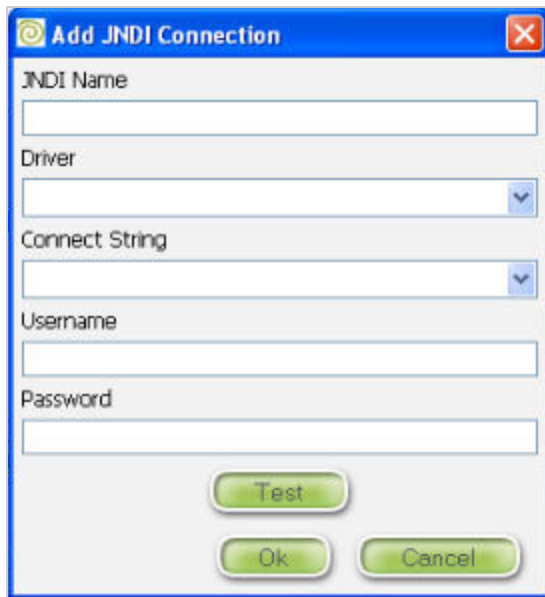 Add JNDI Connection
JNDI Name
Driver
Connect String
Username
Password
Test
Ok Cancel